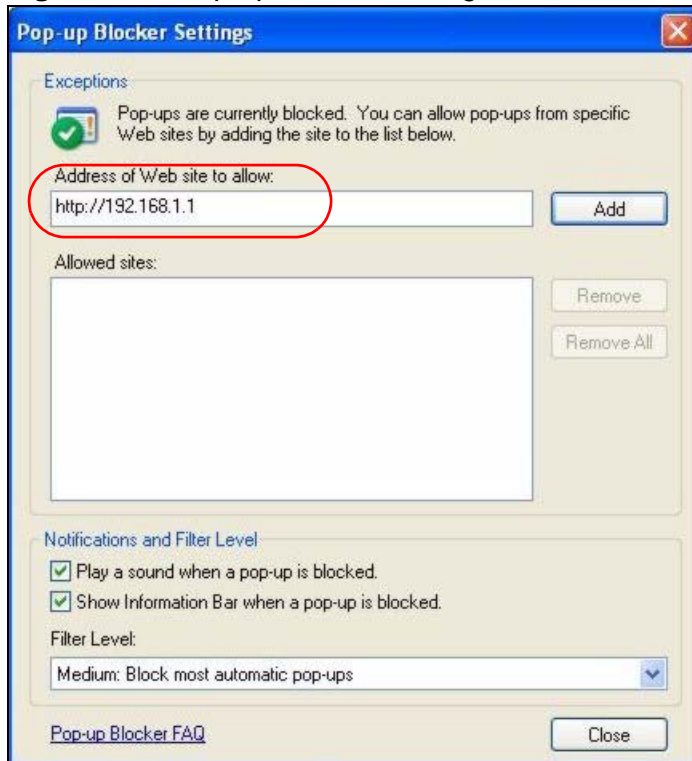 Pop-up Blocker Settings
Exceptions
Pop-ups are currently blocked. You can allow pop-ups from specific
Web sites by adding the site to the list below.
Address of Web site to allow:
http://192.168.1.1
Add
Allowed sites:
Remove
Remove All
Notifications and Filter Level
Play a sound when a pop-up is blocked.
Show Information Bar when a pop-up is blocked.
Filter Level:
Medium: Block most automatic pop-ups
Pop-up Blocker FAQ
Close